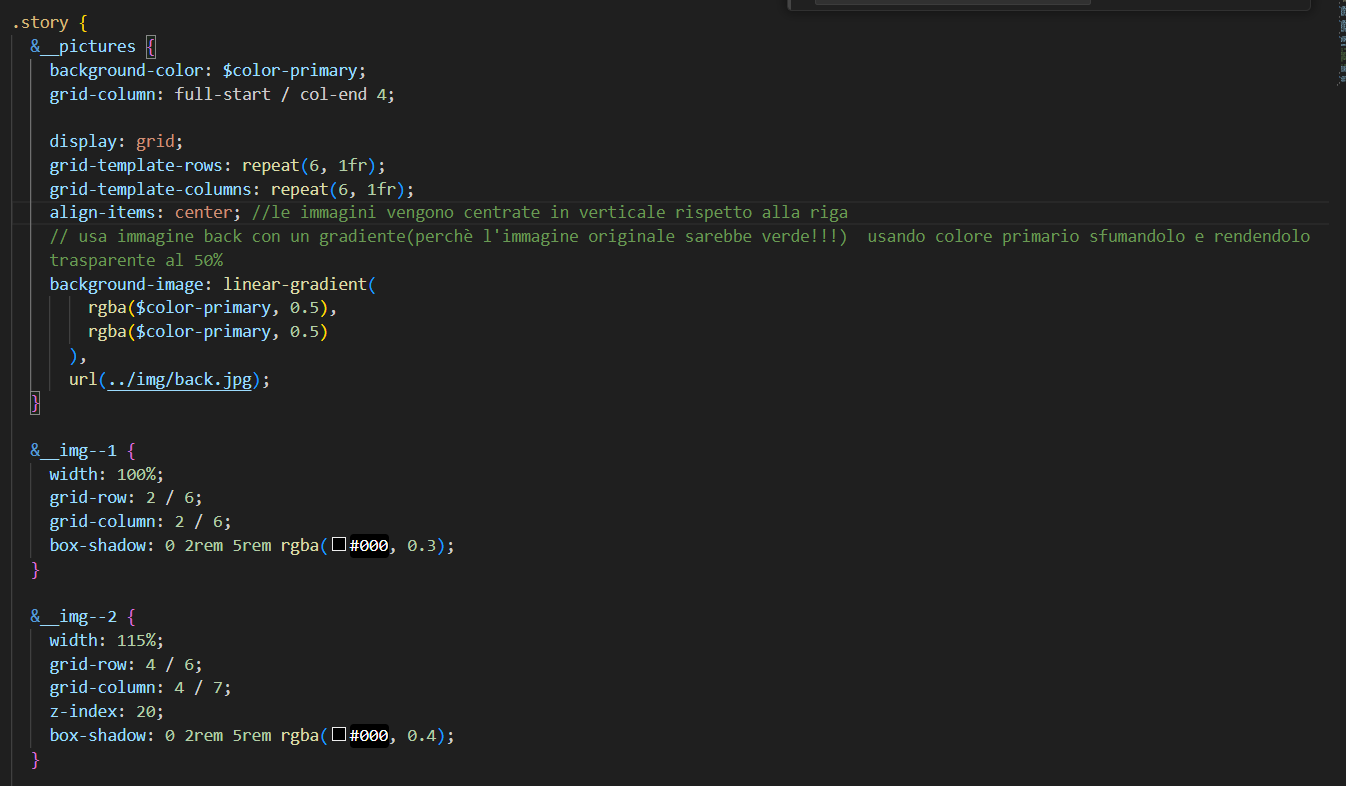 .story {
&__pictures {
background-color: $color-primary;
grid-column: full-start / col-end 4;
display: grid;
grid-template-rows: repeat(6, 1fr);
grid-template-columns: repeat(6, 1fr);
align-items: center; //le immagini vengono centrate in verticale rispetto alla riga
// usa immagine back con un gradiente(perchè l'immagine originale sarebbe verde!!!)  usando colore primario sfumandolo e rendendolo
trasparente al 50%
background-image: linear-gradient(
rgba($color-primary, 0.5),
rgba($color-primary, 0.5)
),
url(../img/back.jpg);
}
&__img--1 {
width: 100%;
grid-row: 2 / 6;
grid-column: 2 / 6;
box-shadow: 0 2rem 5rem rgba(#000, 0.3);
}
&__img--2 {
width: 115%;
grid-row: 4 / 6;
grid-column: 4 / 7;
z-index: 20;
box-shadow: 0 2rem 5rem rgba(#000, 0.4);
}